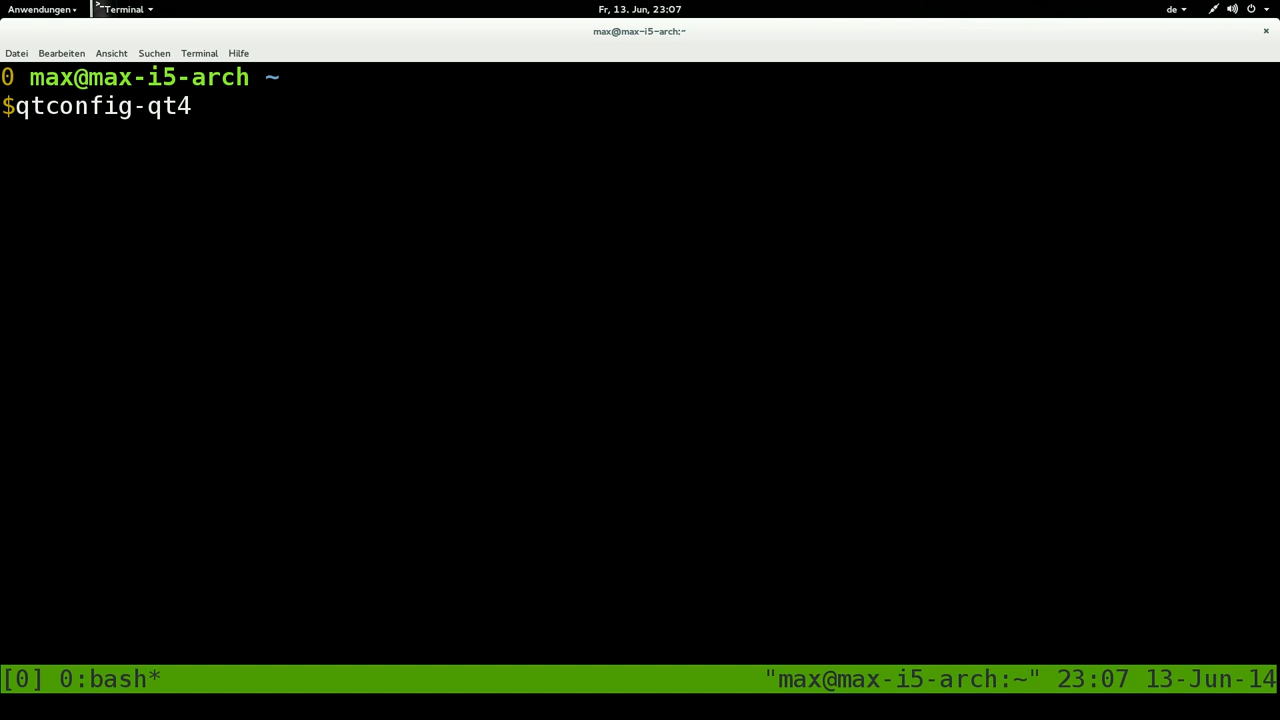 Anwendungen Terminal Fr, 13. Jun, 23:07 de
max@max-i5-arch:~
Datei Bearbeiten Ansicht Suchen Terminal Hilfe
0 max@max-i5-arch ~
$qtconfig-qt4
[0] 0:bash* "max@max-i5-arch:~" 23:07 13-Jun-14